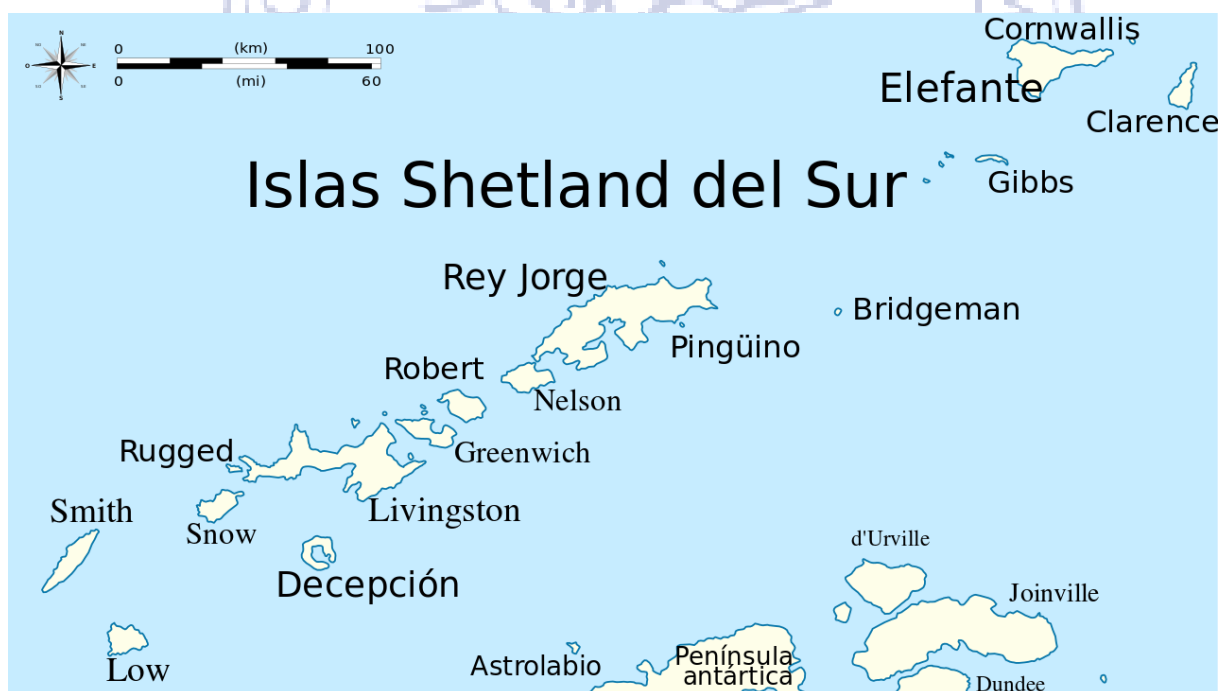 Cornwallis
N
0 (km) 100
O E
0 (mi) 60
S
Elefante
Clarence
Islas Shetland del Sur
Gibbs
Rey Jorge
Bridgeman
Pingüino
Robert
Nelson
Rugged
Greenwich
Smith
Livingston
Snow
d'Urville
Decepción
Joinville
Low
Astrolabio
Península
antártica
Dundee